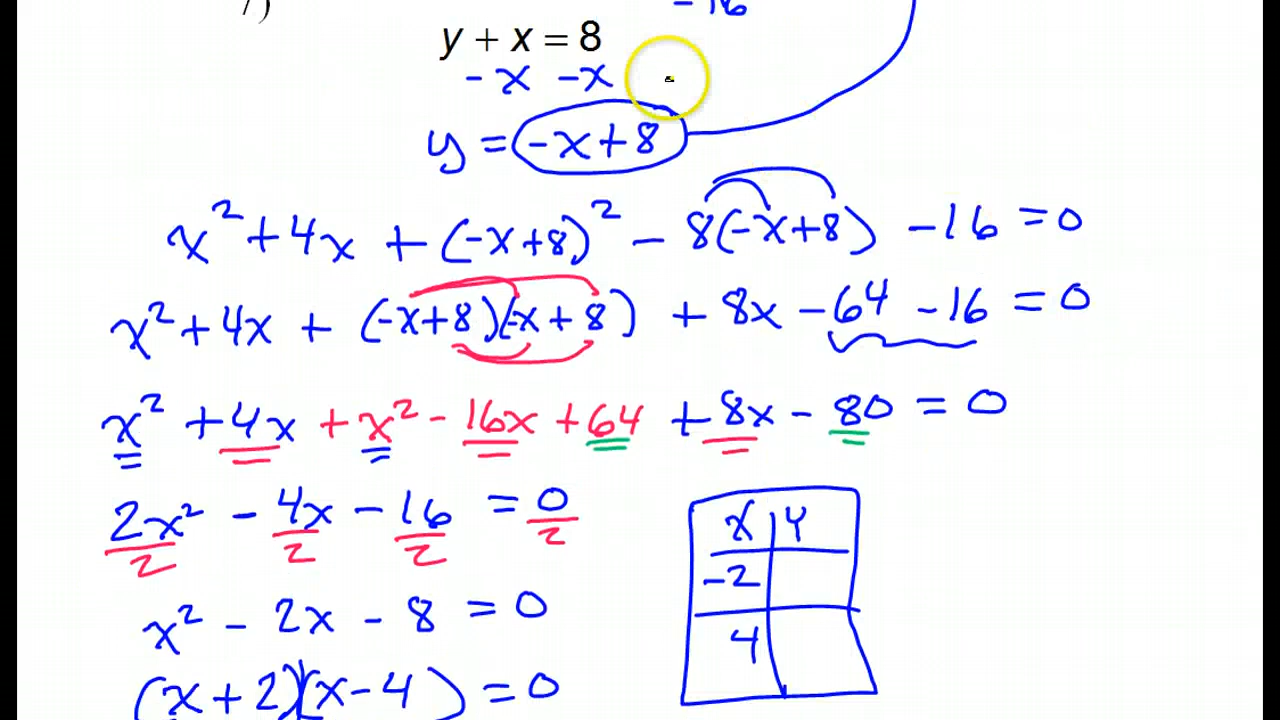 7)
-16
y + x = 8
-x -x
y = -x+8
x² +4x + (-x+8)² - 8(-x+8) -16 = 0
x² + 4x + (-x+8)(-x+8) + 8x -64 -16 = 0
x² +4x +x² -16x +64 +8x - 80 = 0
2x² - 4x - 16 = 0
2 2 2 2
x² - 2x - 8 = 0
(x+2)(x-4) = 0
X Y
-2
4